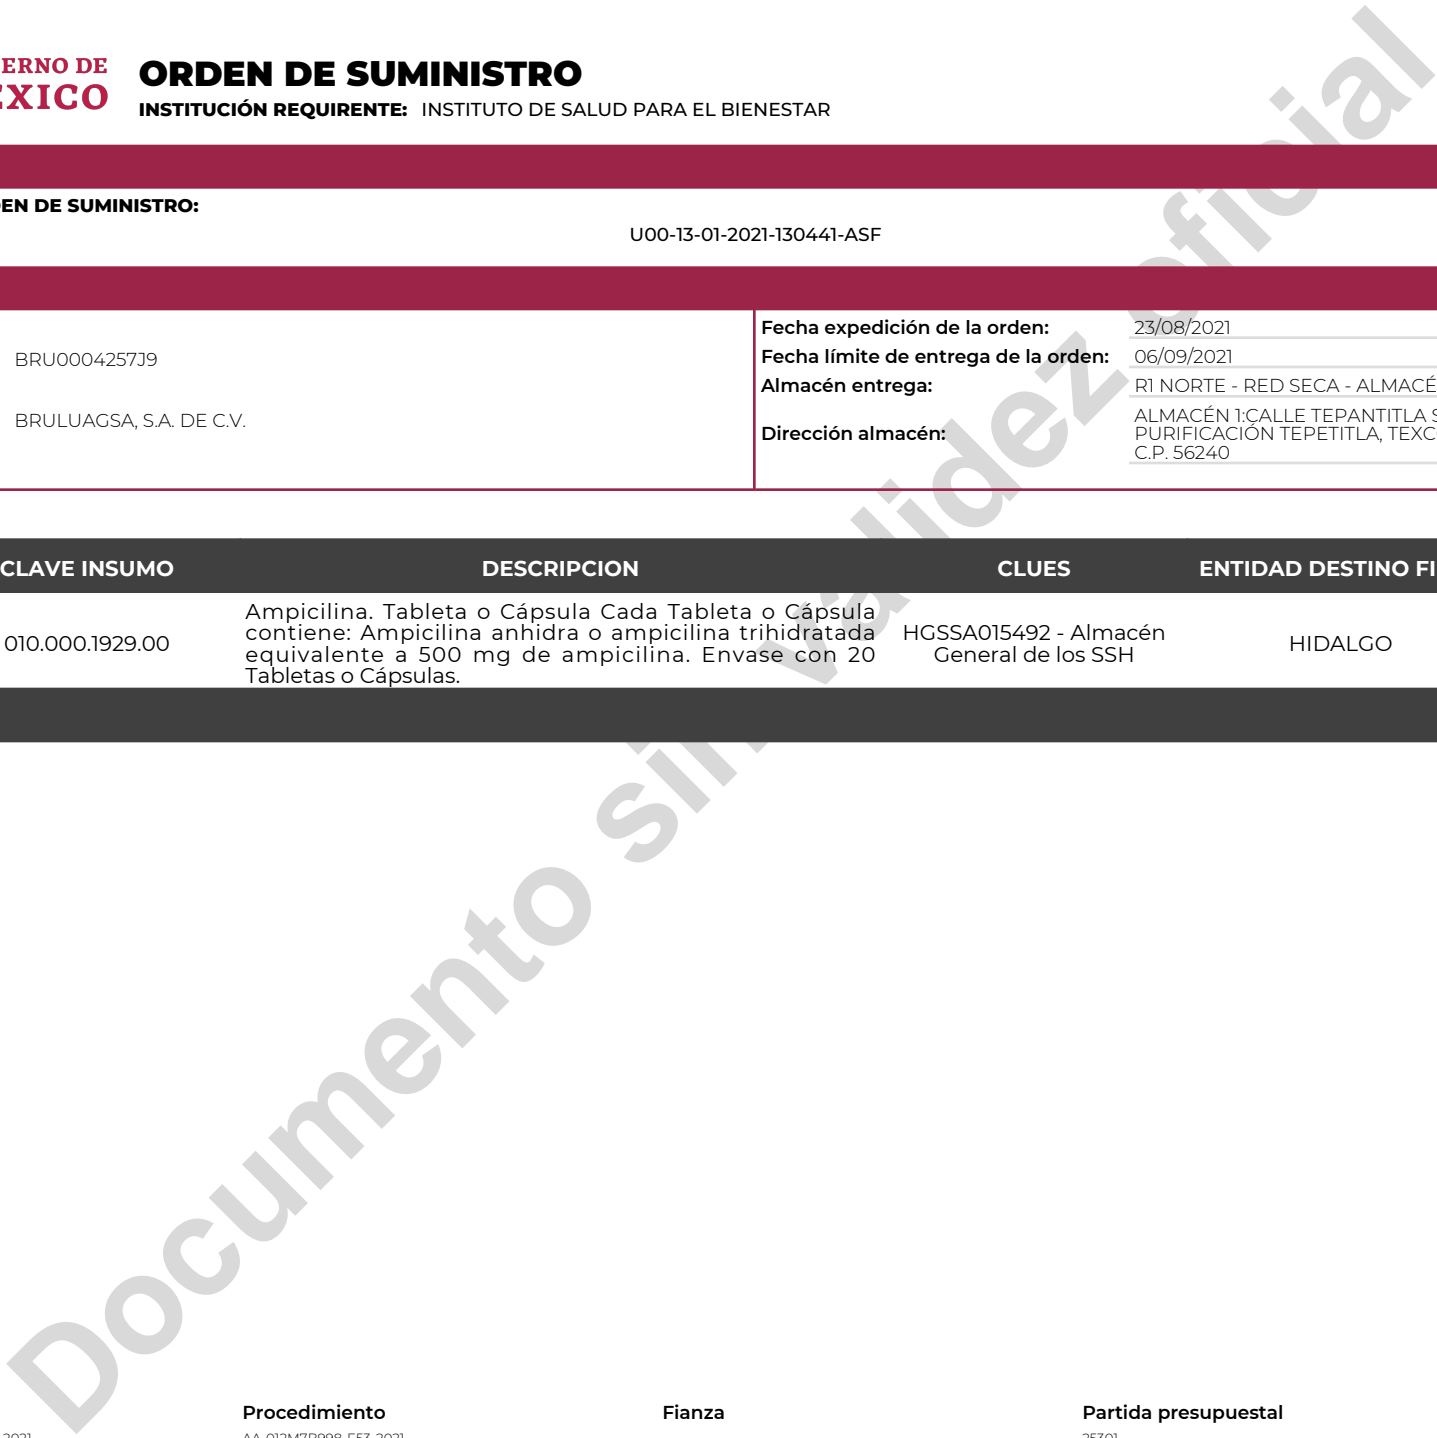 ERNO DE
EXICO
ORDEN DE SUMINISTRO
INSTITUCIÓN REQUIRENTE: INSTITUTO DE SALUD PARA EL BIENESTAR
EN DE SUMINISTRO:
U00-13-01-2021-130441-ASF
BRU0004257J9
BRULUAGSA, S.A. DE C.V.
Fecha expedición de la orden: 23/08/2021
Fecha límite de entrega de la orden: 06/09/2021
Almacén entrega: R1 NORTE - RED SECA - ALMACÉ
Dirección almacén:
ALMACÉN 1:CALLE TEPANTITLA S
PURIFICACIÓN TEPETITLA, TEXC
C.P. 56240
CLAVE INSUMO DESCRIPCION CLUES ENTIDAD DESTINO FI
010.000.1929.00
Ampicilina. Tableta o Cápsula Cada Tableta o Cápsula
contiene: Ampicilina anhidra o ampicilina trihidratada
equivalente a 500 mg de ampicilina. Envase con 20
Tabletas o Cápsulas.
HGSSA015492 - Almacén
General de los SSH
HIDALGO
Documento sin validez oficial
Procedimiento Fianza Partida presupuestal